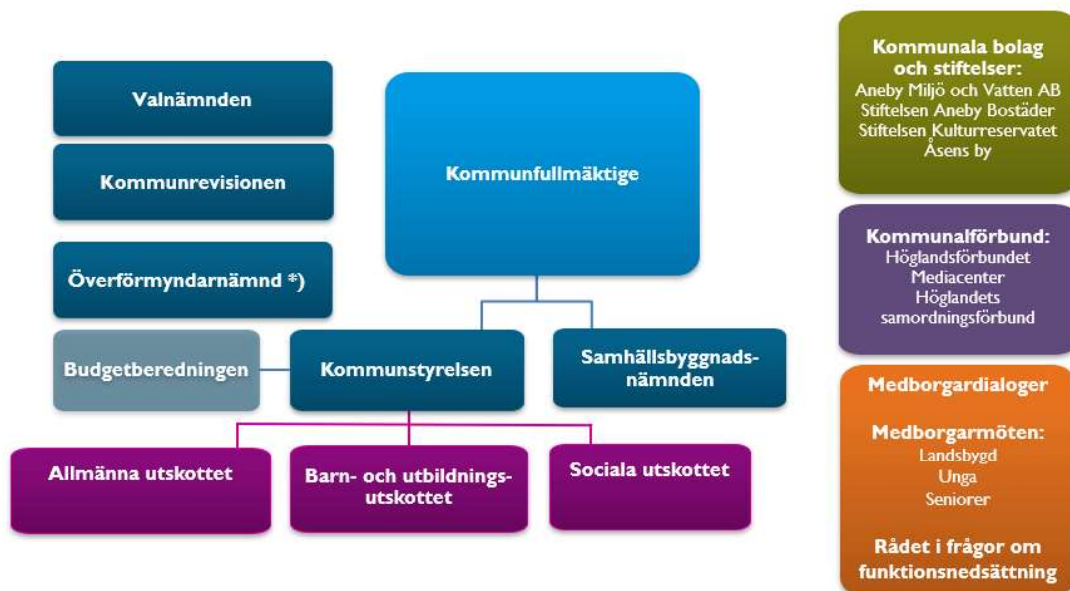 Valnämnden
Kommunrevisionen
Överförmyndarnämnd *)
Kommunfullmäktige
Budgetberedningen
Kommunstyrelsen
Samhällsbyggnads-
nämnden
Allmänna utskottet
Barn- och utbildnings-
utskottet
Sociala utskottet
Kommunala bolag
och stiftelser:
Aneby Miljö och Vatten AB
Stiftelsen Aneby Bostäder
Stiftelsen Kulturreservatet
Åsens by
Kommunalförbund:
Höglandsförbundet
Mediacenter
Höglandets
samordningsförbund
Medborgardialoger
Medborgarmöten:
Landsbygd
Unga
Seniorer
Rådet i frågor om
funktionsnedsättning